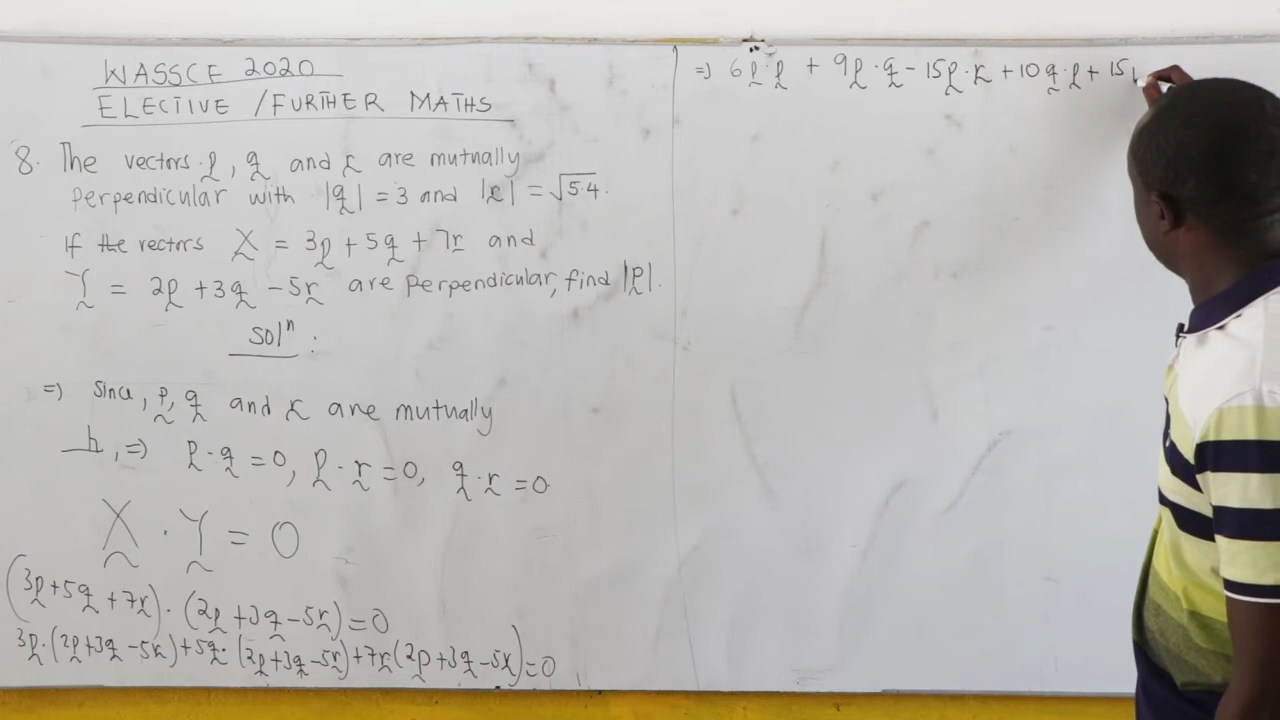 WASSCE 2020
ELECTIVE /FURTHER MATHS
8. The vectors p, q and r are mutually
perpendicular with |q| = 3 and |r| = √5.4.
If the vectors X = 3p + 5q + 7r and
Y = 2p + 3q - 5r are perpendicular, find |p|.
Solⁿ:
=) Since, p, q and r are mutually
h, =) p · q = 0, p · r = 0, q · r = 0
X · Y = 0
(3p + 5q + 7r) · (2p + 3q - 5r) = 0
3p · (2p + 3q - 5r) + 5q · (2p + 3q - 5r) + 7r (2p + 3q - 5r) = 0
=) 6p · p + 9p · q - 15p · r + 10q · p + 15